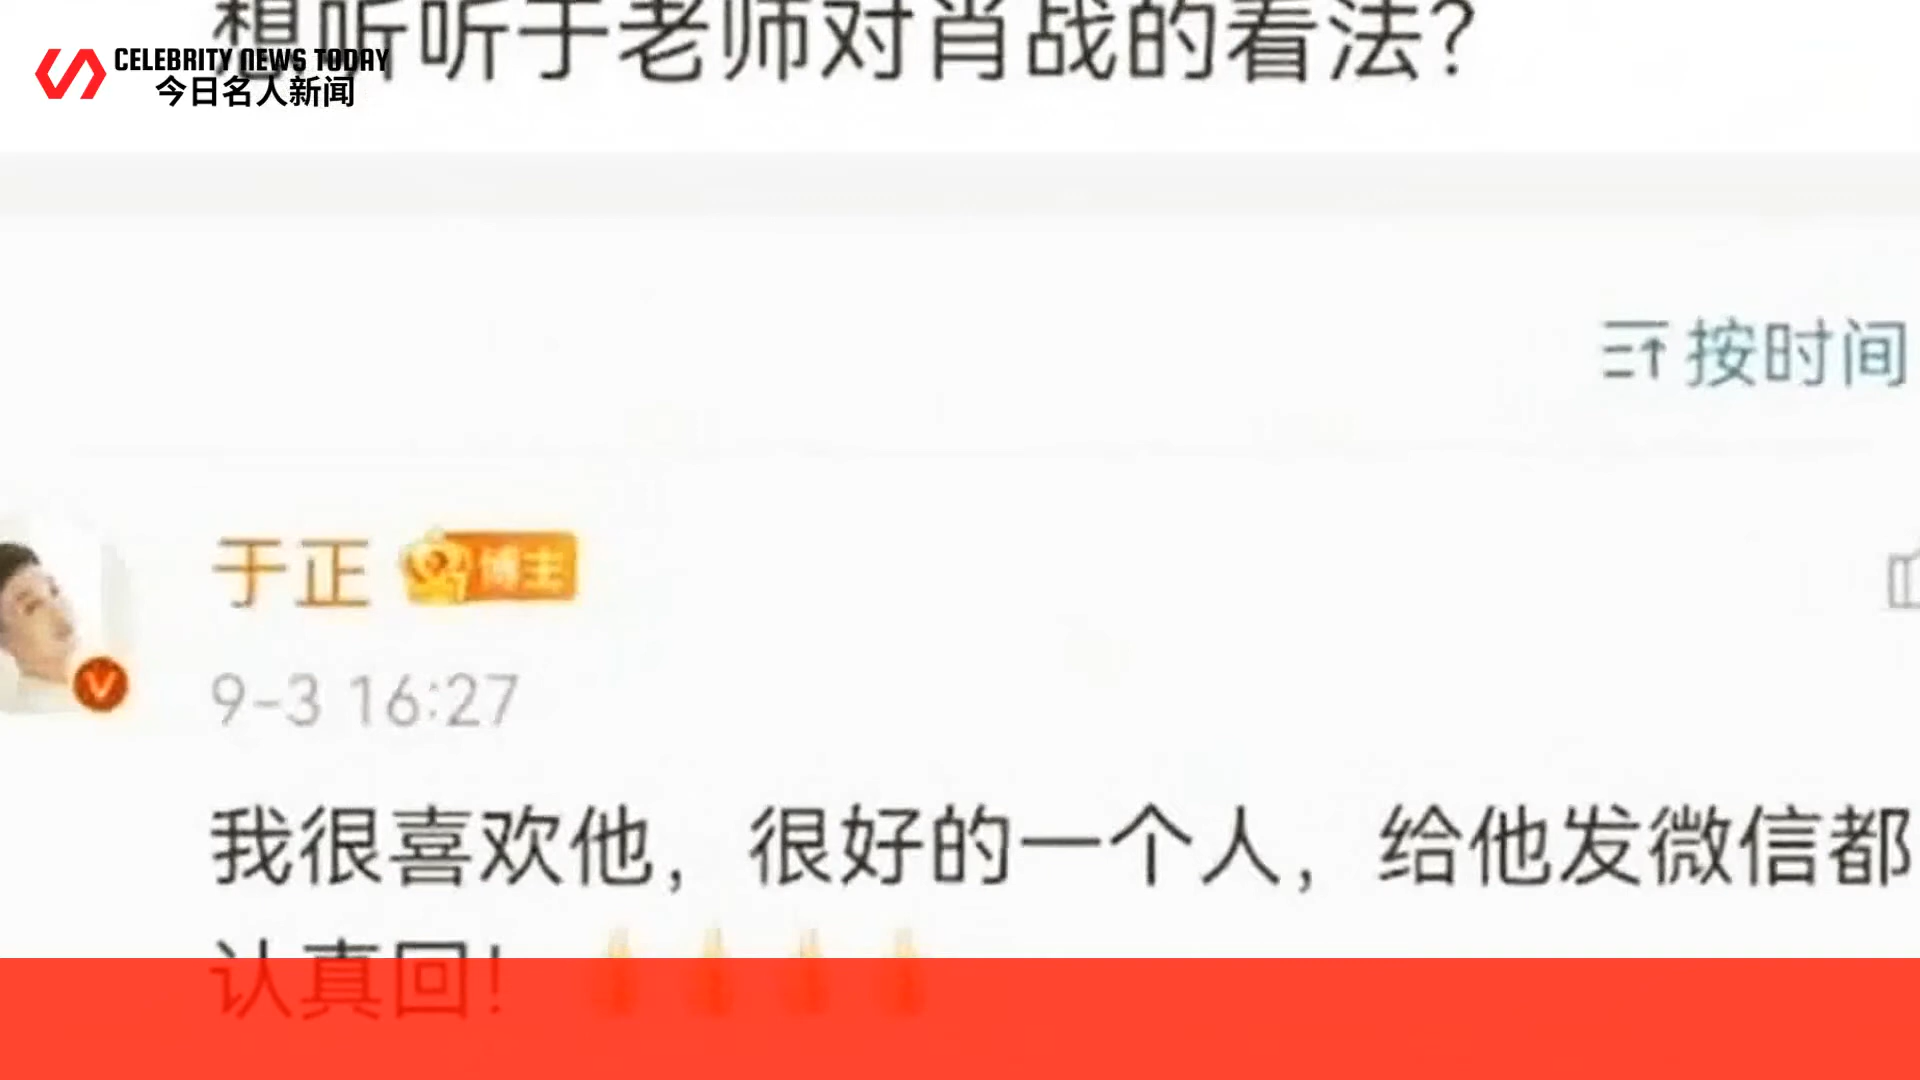 想听听于老师对肖战的看法?
CELEBRITY NEWS TODAY
今日名人新闻
按时间
于正 博主
9-3 16:27
我很喜欢他，很好的一个人，给他发微信都
认真回!